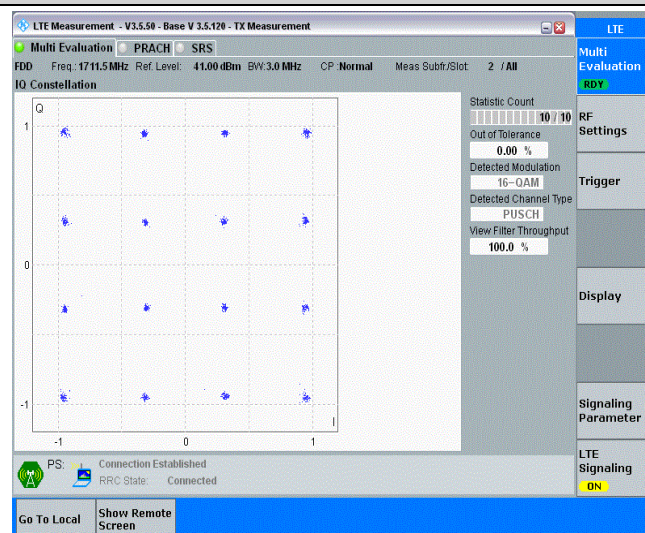 LTE Measurement - V3.5.50 - Base V 3.5.120 - TX Measurement
LTE
Multi Evaluation PRACH SRS
FDD Freq.: 1711.5 MHz Ref. Level: 41.00 dBm BW: 3.0 MHz CP: Normal Meas Subfr./Slot 2 / All
IQ Constellation
Q
1
0
-1
-1 0 1
I
Statistic Count
10 / 10
Out of Tolerance
0.00 %
Detected Modulation
16-QAM
Detected Channel Type
PUSCH
View Filter Throughput
100.0 %
Multi
Evaluation
RDY
RF
Settings
Trigger
Display
Signaling
Parameter
LTE
Signaling
ON
PS: Connection Established
RRC State: Connected
Go To Local
Show Remote
Screen